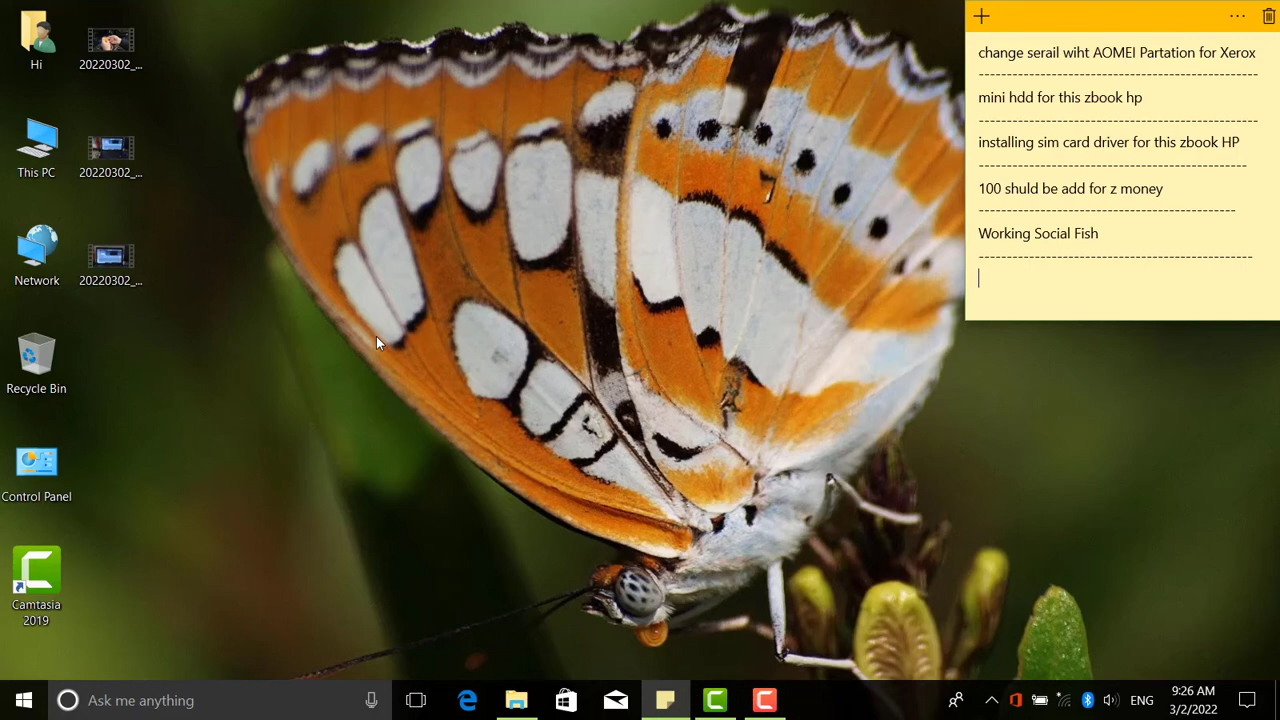 Hi
20220302_...
This PC
20220302_...
Network
20220302_...
Recycle Bin
Control Panel
Camtasia
2019
change serail wiht AOMEI Partation for Xerox
------------------------------------------
mini hdd for this zbook hp
------------------------------------------
installing sim card driver for this zbook HP
----------------------------------------
100 shuld be add for z money
---------------------------------------
Working Social Fish
-----------------------------------------
Ask me anything
ENG
9:26 AM
3/2/2022